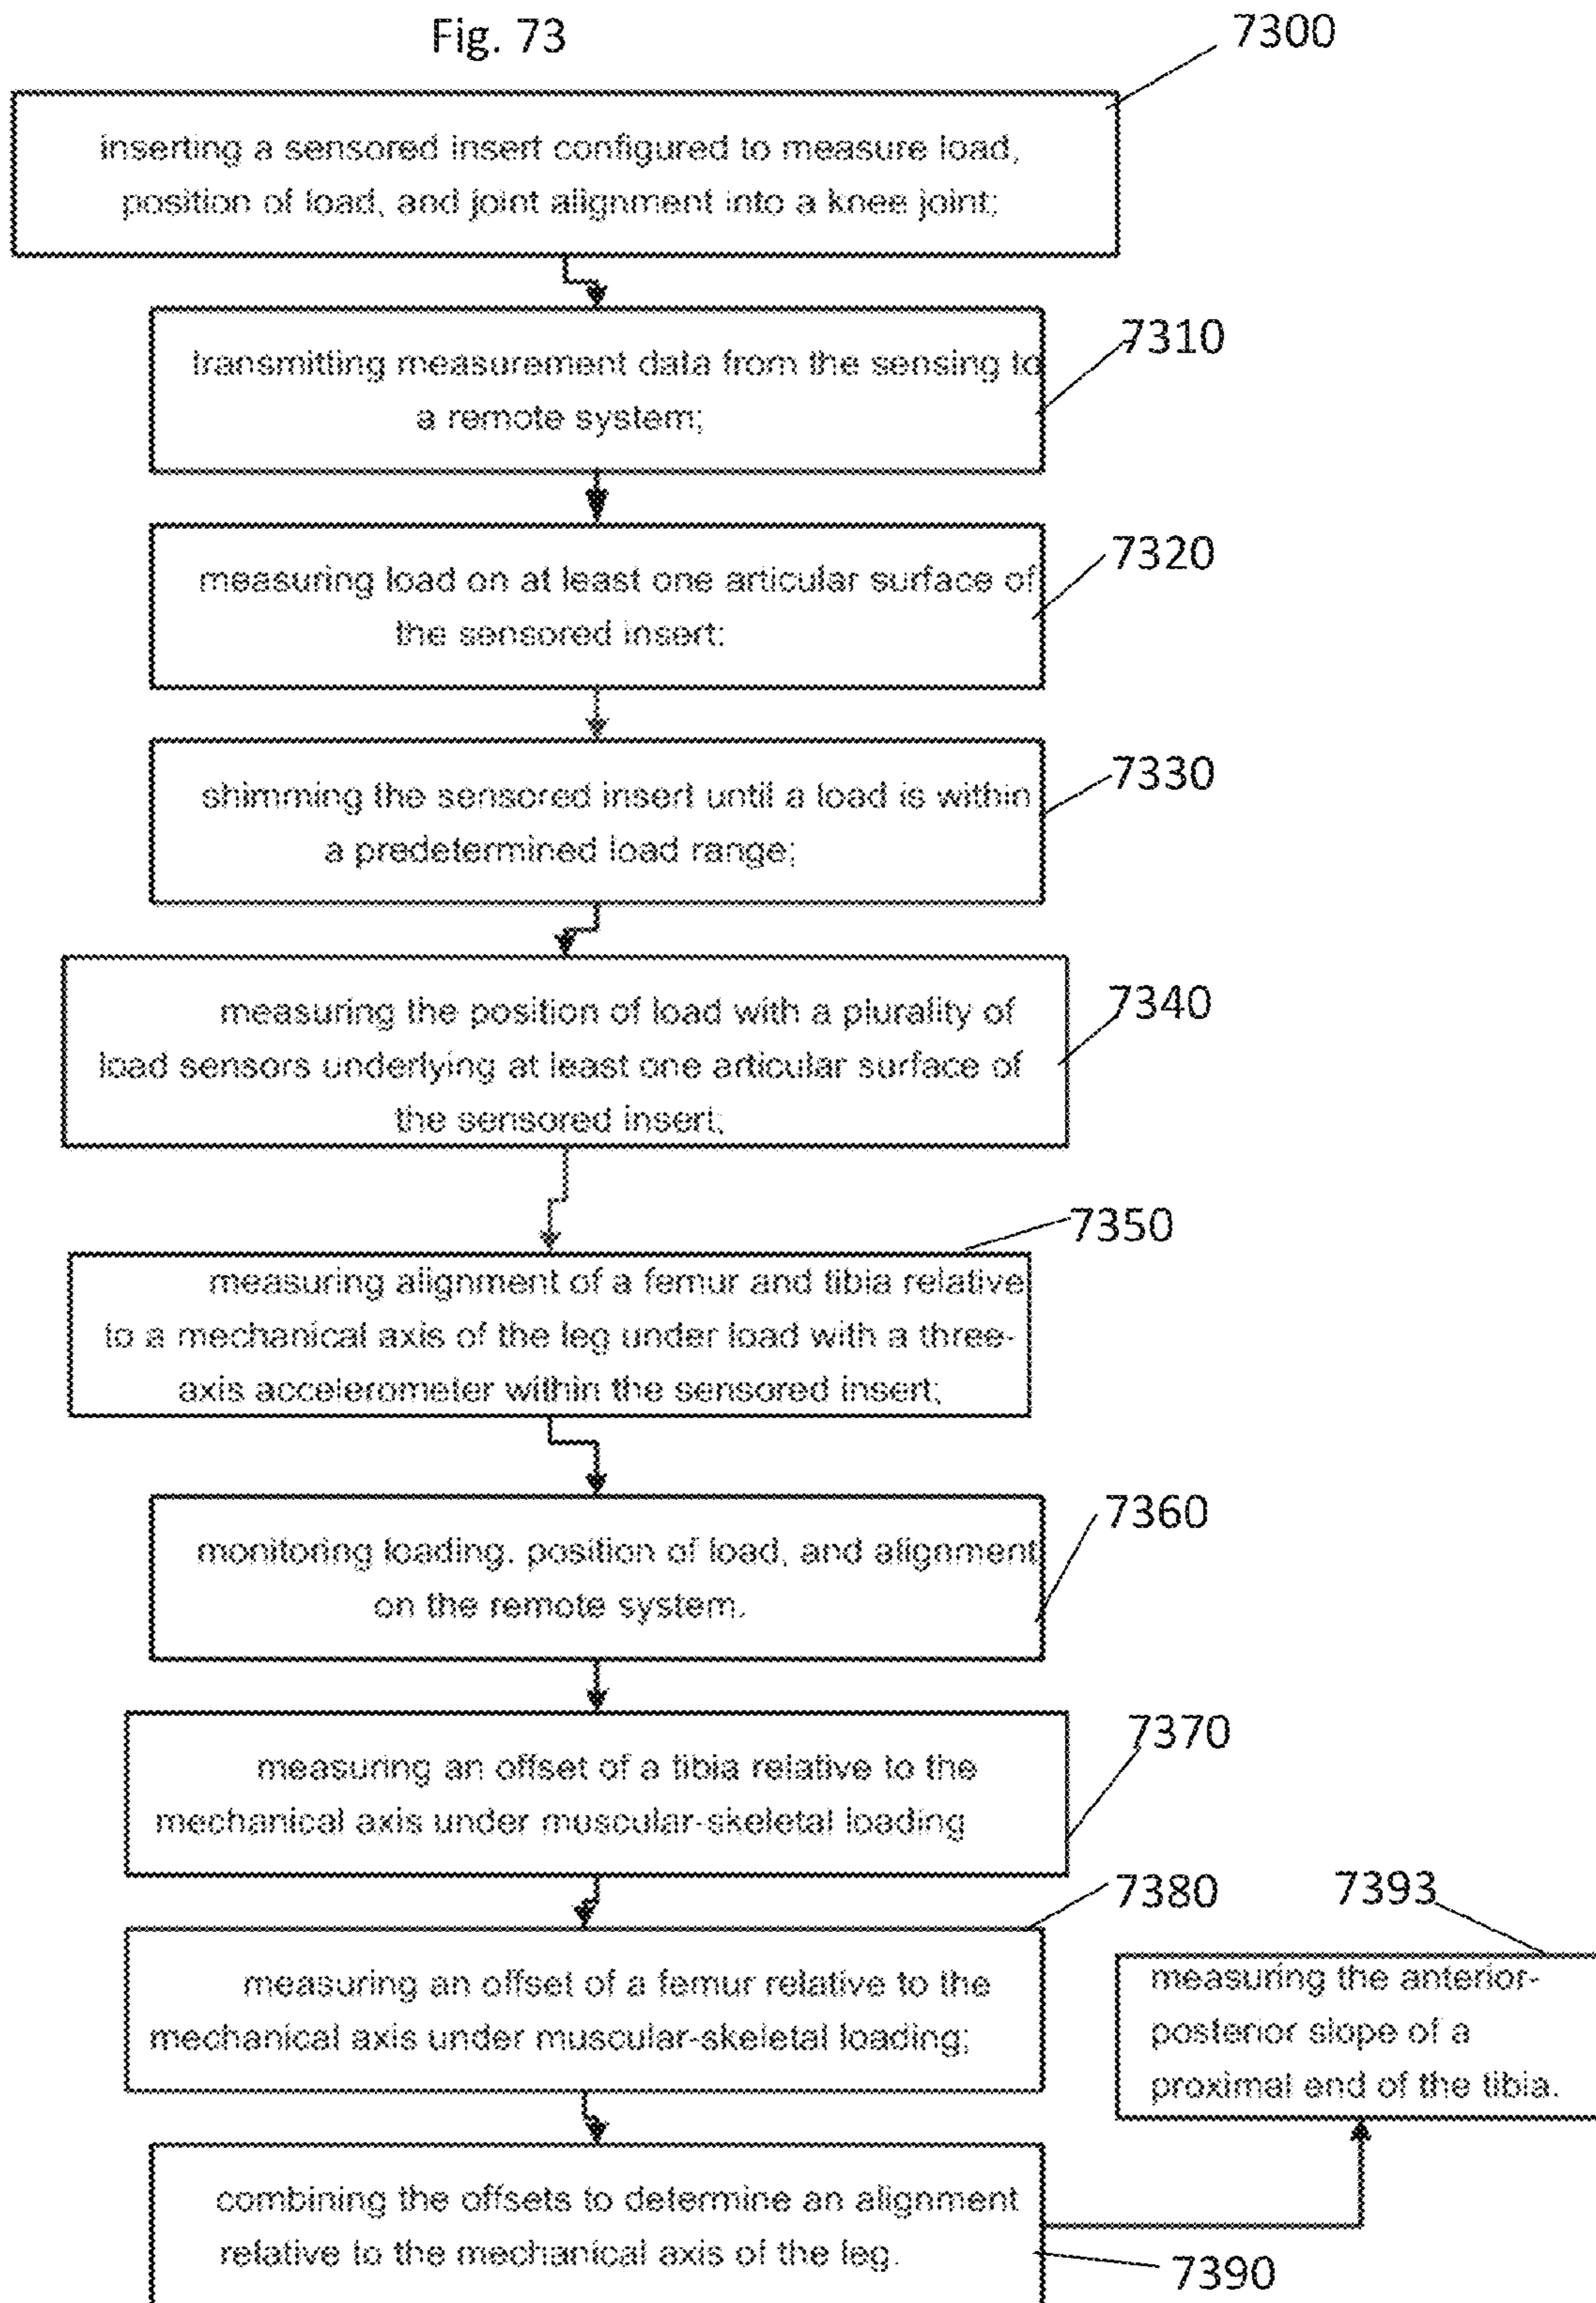 Fig. 73
7300
inserting a sensored insert configured to measure load,
position of load, and joint alignment into a knee joint;
7310
transmitting measurement data from the sensing to
a remote system;
7320
measuring load on at least one articular surface of
the sensored insert:
7330
shimming the sensored insert until a load is within
a predetermined load range;
7340
measuring the position of load with a plurality of
load sensors underlying at least one articular surface of
the sensored insert;
7350
measuring alignment of a femur and tibia relative
to a mechanical axis of the leg under load with a three-
axis accelerometer within the sensored insert;
7360
monitoring loading. position of load, and alignment
on the remote system.
7370
measuring an offset of a tibia relative to the
mechanical axis under muscular-skeletal loading
7380
measuring an offset of a femur relative to the
mechanical axis under muscular-skeletal loading;
7393
measuring the anterior-
posterior slope of a
proximal end of the tibia.
combining the offsets to determine an alignment
relative to the mechanical axis of the leg.
7390